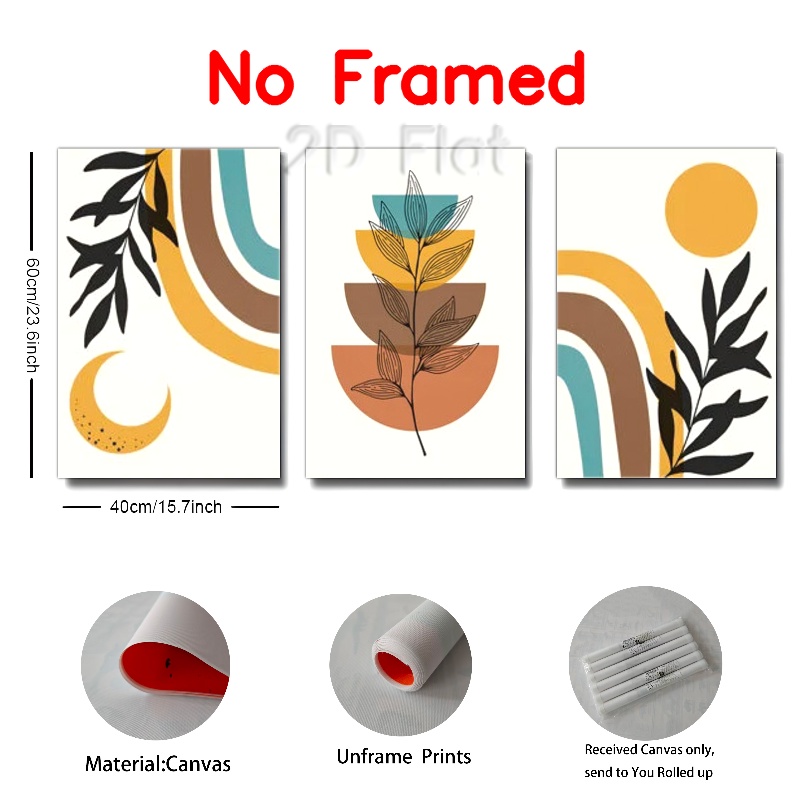 No Framed
2D Flat
60cm/23.6inch
40cm/15.7inch
Material:Canvas
Unframe Prints
Received Canvas only,
send to You Rolled up